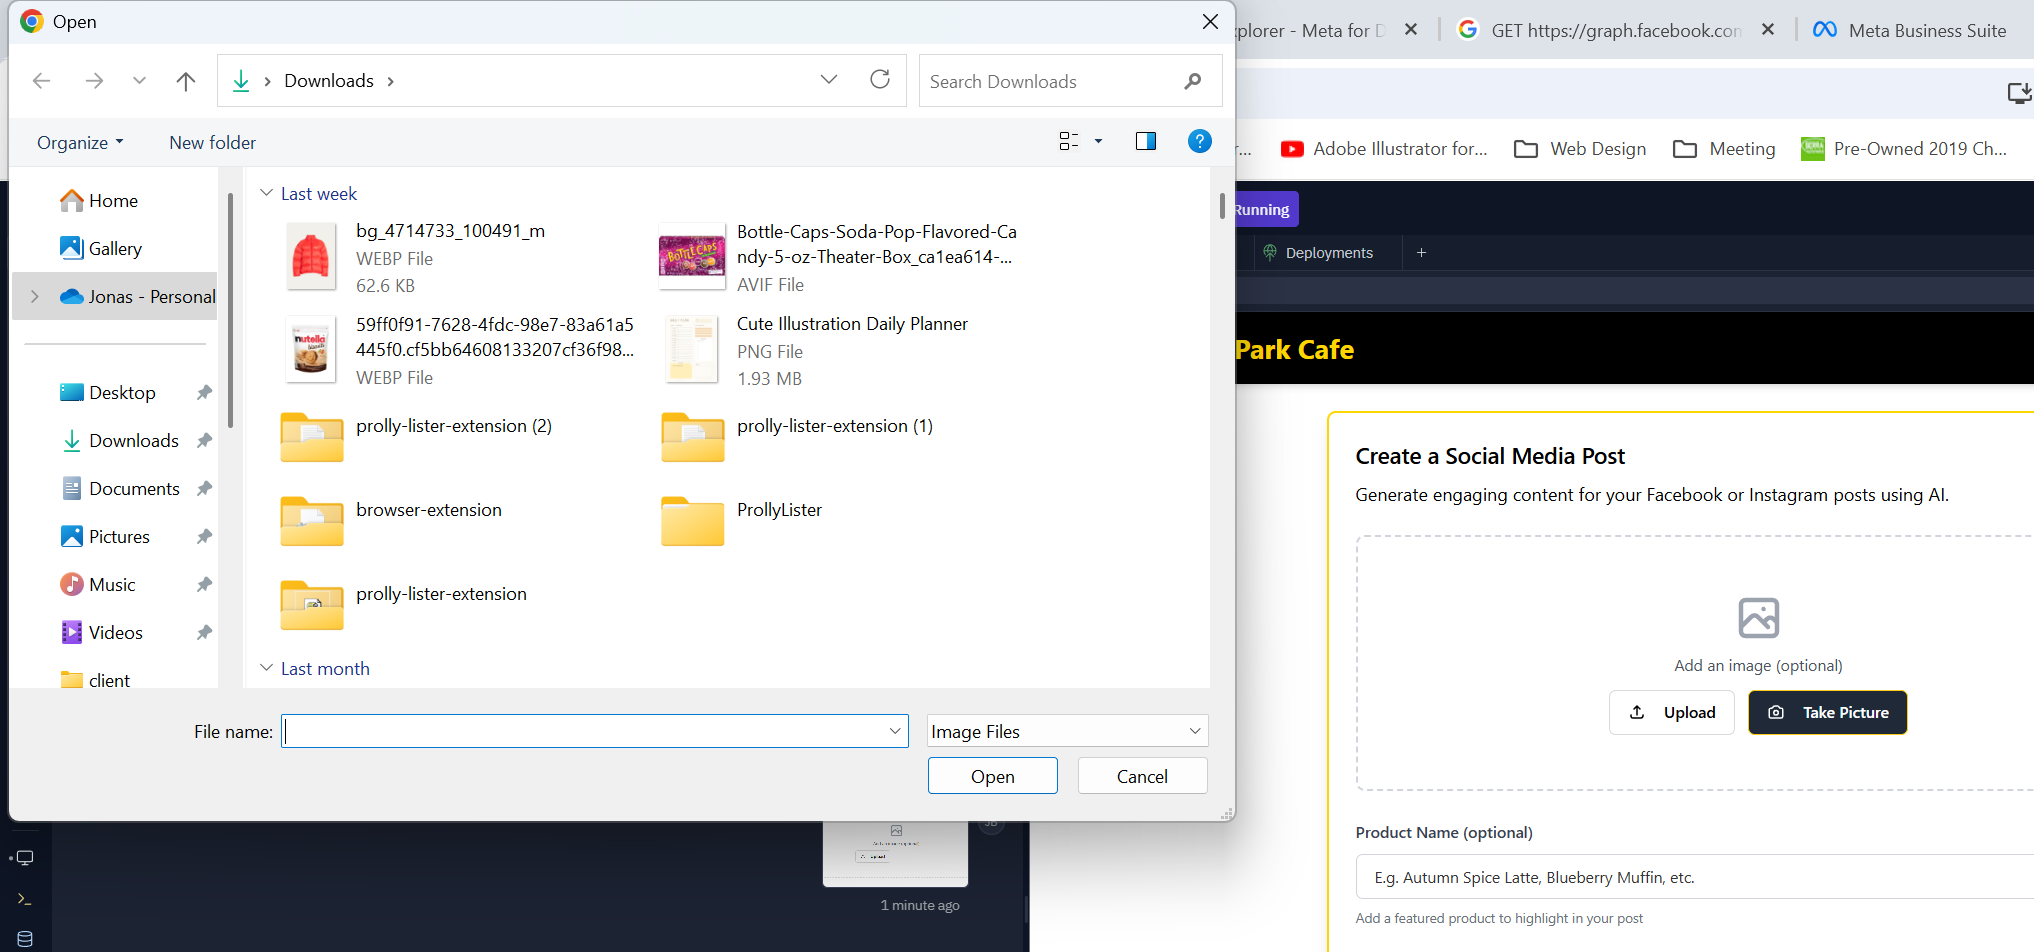 Open
Downloads
Search Downloads
Organize
New folder
Home
Gallery
Jonas - Personal
Desktop
Downloads
Documents
Pictures
Music
Videos
client
Last week
bg_4714733_100491_m
WEBP File
62.6 KB
Bottle-Caps-Soda-Pop-Flavored-Ca
ndy-5-oz-Theater-Box_ca1ea614-...
AVIF File
59ff0f91-7628-4fdc-98e7-83a61a5
445f0.cf5bb64608133207cf36f98...
WEBP File
Cute Illustration Daily Planner
PNG File
1.93 MB
prolly-lister-extension (2)
prolly-lister-extension (1)
browser-extension
ProllyLister
prolly-lister-extension
Last month
File name:
Image Files
Open
Cancel
xplorer - Meta for D
GET https://graph.facebook.com
Meta Business Suite
r...
Adobe Illustrator for...
Web Design
Meeting
Pre-Owned 2019 Ch...
Running
Deployments
Park Cafe
Create a Social Media Post
Generate engaging content for your Facebook or Instagram posts using AI.
Add an image (optional)
Upload
Take Picture
Product Name (optional)
E.g. Autumn Spice Latte, Blueberry Muffin, etc.
Add a featured product to highlight in your post
1 minute ago